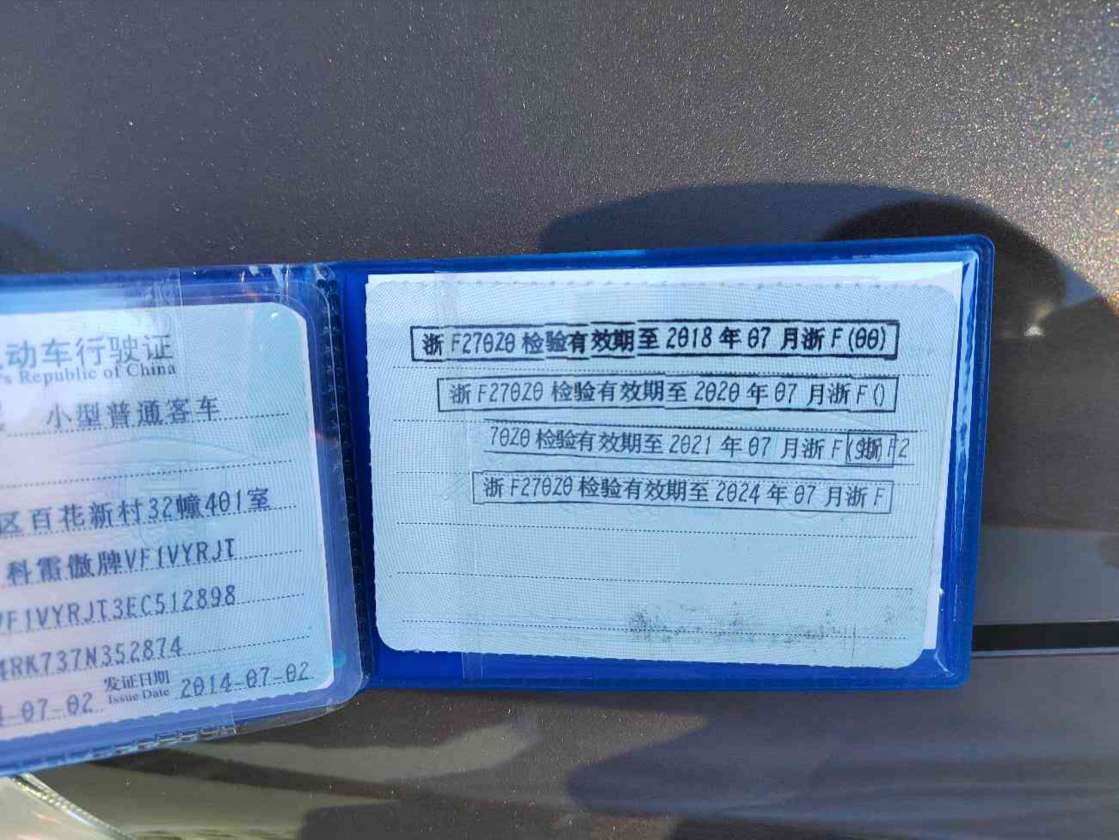 动车行驶证
's Republic of China
小型普通客车
区百花新村32幢401室
科雷傲牌VF1VYRJT
VF1VYRJT3EC512898
4RK737N352874
-07-02 发证日期 Issue Date 2014-07-02
浙F27020检验有效期至2018年07月浙F(00)
浙F27020检验有效期至2020年07月浙F()
7020检验有效期至2021年07月浙F 浙F2
浙F27020检验有效期至2024年07月浙F